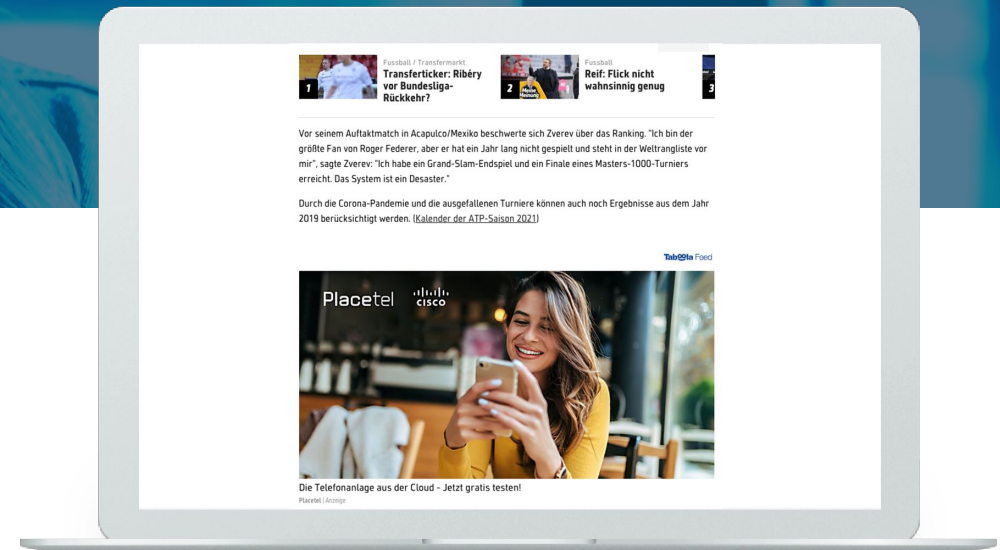 Fussball / Transfermarkt
Transferticker: Ribéry
vor Bundesliga-
Rückkehr?
1
Fussball
Reif: Flick nicht
wahnsinnig genug
2
Meine
Meinung
3
Vor seinem Auftaktmatch in Acapulco/Mexiko beschwerte sich Zverev über das Ranking. "Ich bin der
größte Fan von Roger Federer, aber er hat ein Jahr lang nicht gespielt und steht in der Weltrangliste vor
mir", sagte Zverev: "Ich habe ein Grand-Slam-Endspiel und ein Finale eines Masters-1000-Turniers
erreicht. Das System ist ein Desaster."
Durch die Corona-Pandemie und die ausgefallenen Turniere können auch noch Ergebnisse aus dem Jahr
2019 berücksichtigt werden. (Kalender der ATP-Saison 2021)
Taboola Feed
Placetel
CISCO
Die Telefonanlage aus der Cloud - Jetzt gratis testen!
Placetel | Anzeige